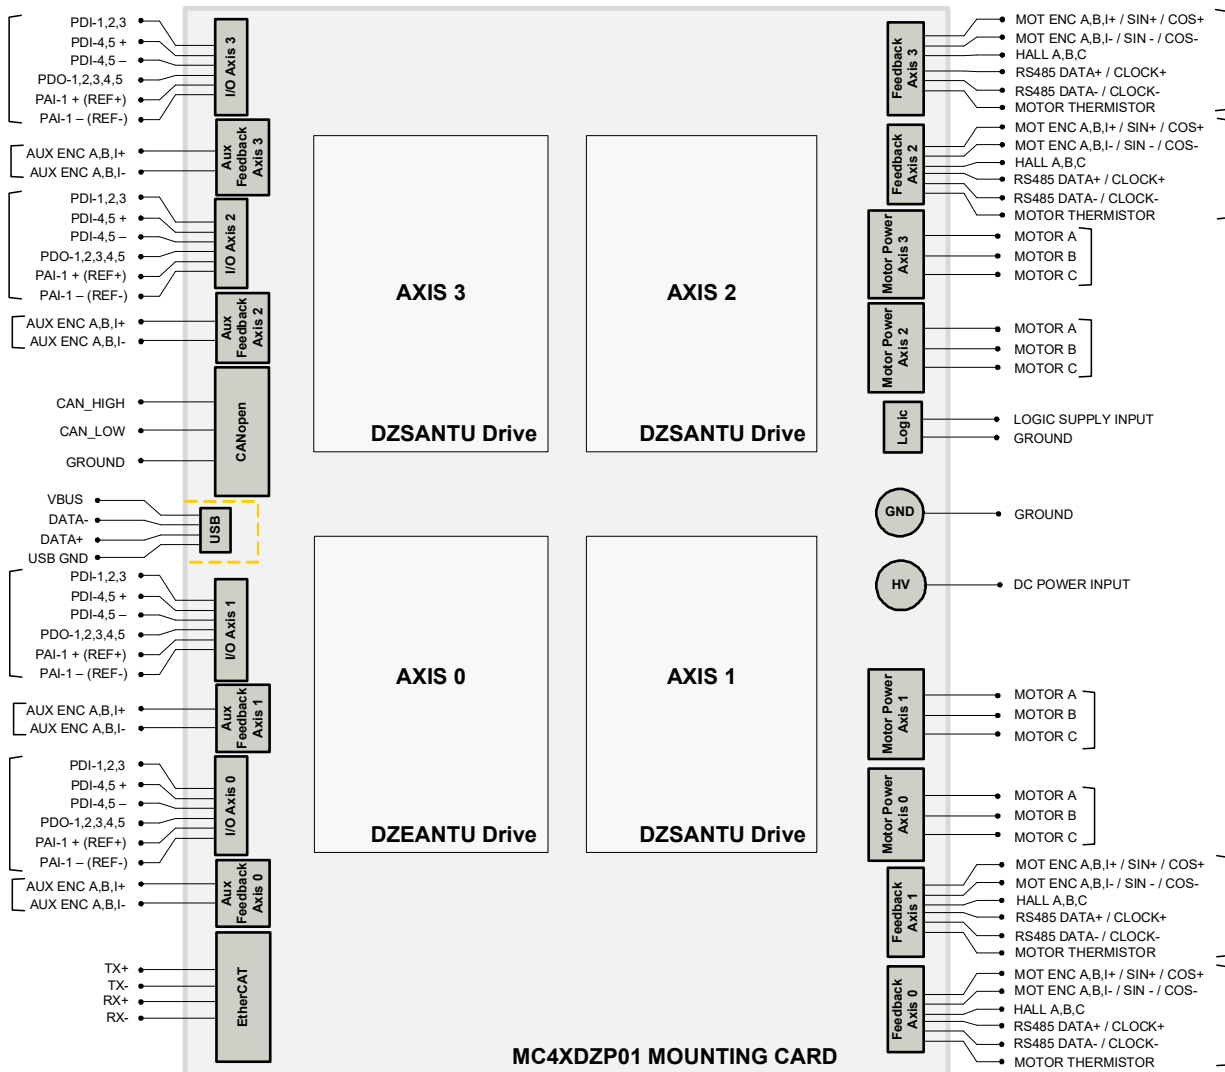 PDI-1,2,3
PDI-4,5 +
PDI-4,5 –
PDO-1,2,3,4,5
PAI-1 + (REF+)
PAI-1 – (REF-)
I/O Axis 3
AUX ENC A,B,I+
AUX ENC A,B,I-
Aux
Feedback
Axis 3
PDI-1,2,3
PDI-4,5 +
PDI-4,5 –
PDO-1,2,3,4,5
PAI-1 + (REF+)
PAI-1 – (REF-)
I/O Axis 2
AUX ENC A,B,I+
AUX ENC A,B,I-
Aux
Feedback
Axis 2
CAN_HIGH
CAN_LOW
GROUND
CANopen
VBUS
DATA-
DATA+
USB GND
USB
PDI-1,2,3
PDI-4,5 +
PDI-4,5 –
PDO-1,2,3,4,5
PAI-1 + (REF+)
PAI-1 – (REF-)
I/O Axis 1
AUX ENC A,B,I+
AUX ENC A,B,I-
Aux
Feedback
Axis 1
PDI-1,2,3
PDI-4,5 +
PDI-4,5 –
PDO-1,2,3,4,5
PAI-1 + (REF+)
PAI-1 – (REF-)
I/O Axis 0
AUX ENC A,B,I+
AUX ENC A,B,I-
Aux
Feedback
Axis 0
TX+
TX-
RX+
RX-
EtherCAT
AXIS 3
DZSANTU Drive
AXIS 2
DZSANTU Drive
AXIS 0
DZEANTU Drive
AXIS 1
DZSANTU Drive
MC4XDZP01 MOUNTING CARD
Feedback
Axis 3
MOT ENC A,B,I+ / SIN+ / COS+
MOT ENC A,B,I- / SIN - / COS-
HALL A,B,C
RS485 DATA+ / CLOCK+
RS485 DATA- / CLOCK-
MOTOR THERMISTOR
Feedback
Axis 2
MOT ENC A,B,I+ / SIN+ / COS+
MOT ENC A,B,I- / SIN - / COS-
HALL A,B,C
RS485 DATA+ / CLOCK+
RS485 DATA- / CLOCK-
MOTOR THERMISTOR
Motor Power
Axis 3
MOTOR A
MOTOR B
MOTOR C
Motor Power
Axis 2
MOTOR A
MOTOR B
MOTOR C
Logic
LOGIC SUPPLY INPUT
GROUND
GND
GROUND
HV
DC POWER INPUT
Motor Power
Axis 1
MOTOR A
MOTOR B
MOTOR C
Motor Power
Axis 0
MOTOR A
MOTOR B
MOTOR C
Feedback
Axis 1
MOT ENC A,B,I+ / SIN+ / COS+
MOT ENC A,B,I- / SIN - / COS-
HALL A,B,C
RS485 DATA+ / CLOCK+
RS485 DATA- / CLOCK-
MOTOR THERMISTOR
Feedback
Axis 0
MOT ENC A,B,I+ / SIN+ / COS+
MOT ENC A,B,I- / SIN - / COS-
HALL A,B,C
RS485 DATA+ / CLOCK+
RS485 DATA- / CLOCK-
MOTOR THERMISTOR